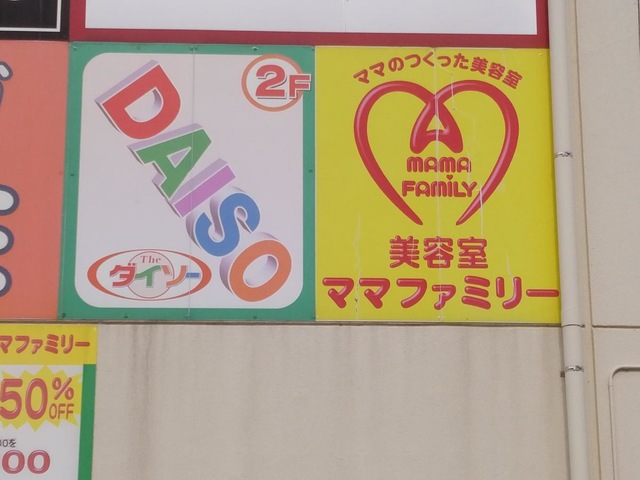 2F
DAISO
The
ダイソー
ママのつくった美容室
MAMA
FAMILY
美容室
ママファミリー
マファミリー
50%
OFF
00